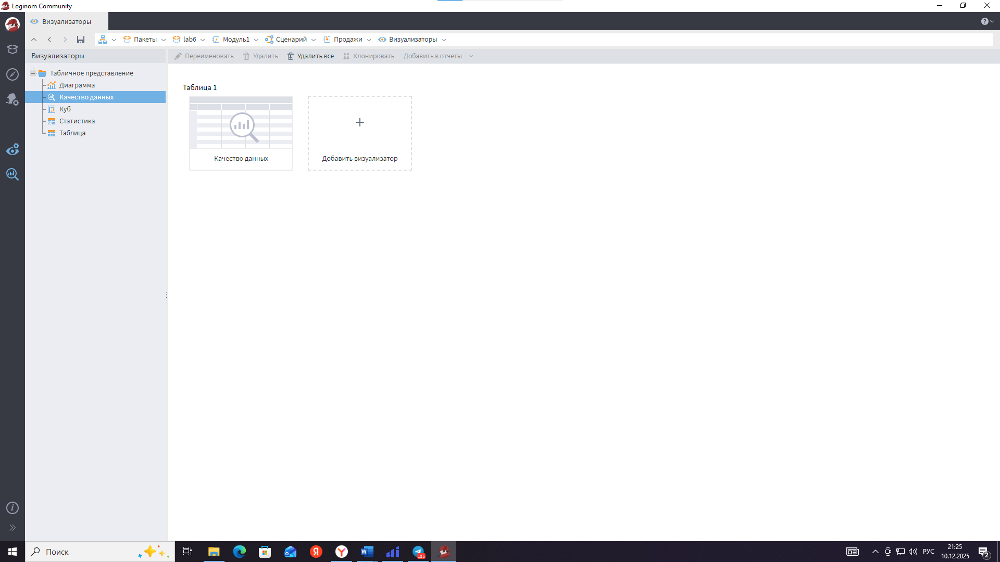 Loginom Community
Визуализаторы
Пакеты lab6 Модуль1 Сценарий Продажи Визуализаторы
Визуализаторы
Переименовать Удалить Удалить все Клонировать Добавить в отчеты
Табличное представление
Диаграмма
Качество данных
Куб
Статистика
Таблица
Таблица 1
Качество данных
Добавить визуализатор
Поиск
РУС
21:25
10.12.2025
2